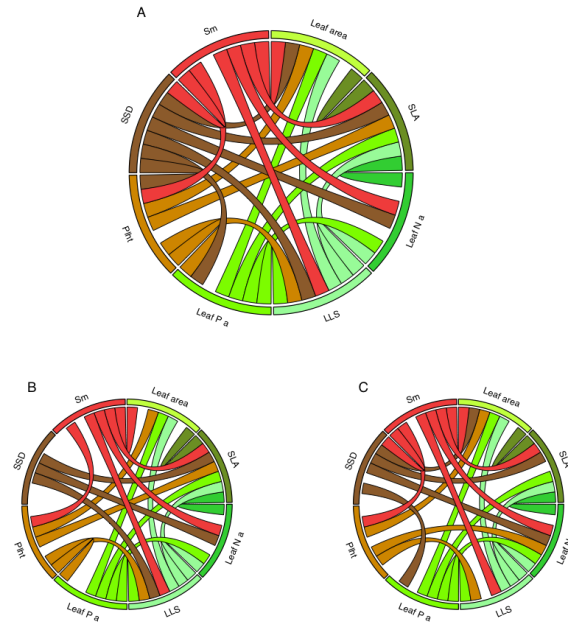 A
Sm
Leaf area
SSD
SLA
Plht
Leaf N a
Leaf P a
LLS
B
Sm
Leaf area
SSD
SLA
Plht
Leaf N a
Leaf P a
LLS
C
Sm
Leaf area
SSD
SLA
Plht
Leaf N a
Leaf P a
LLS